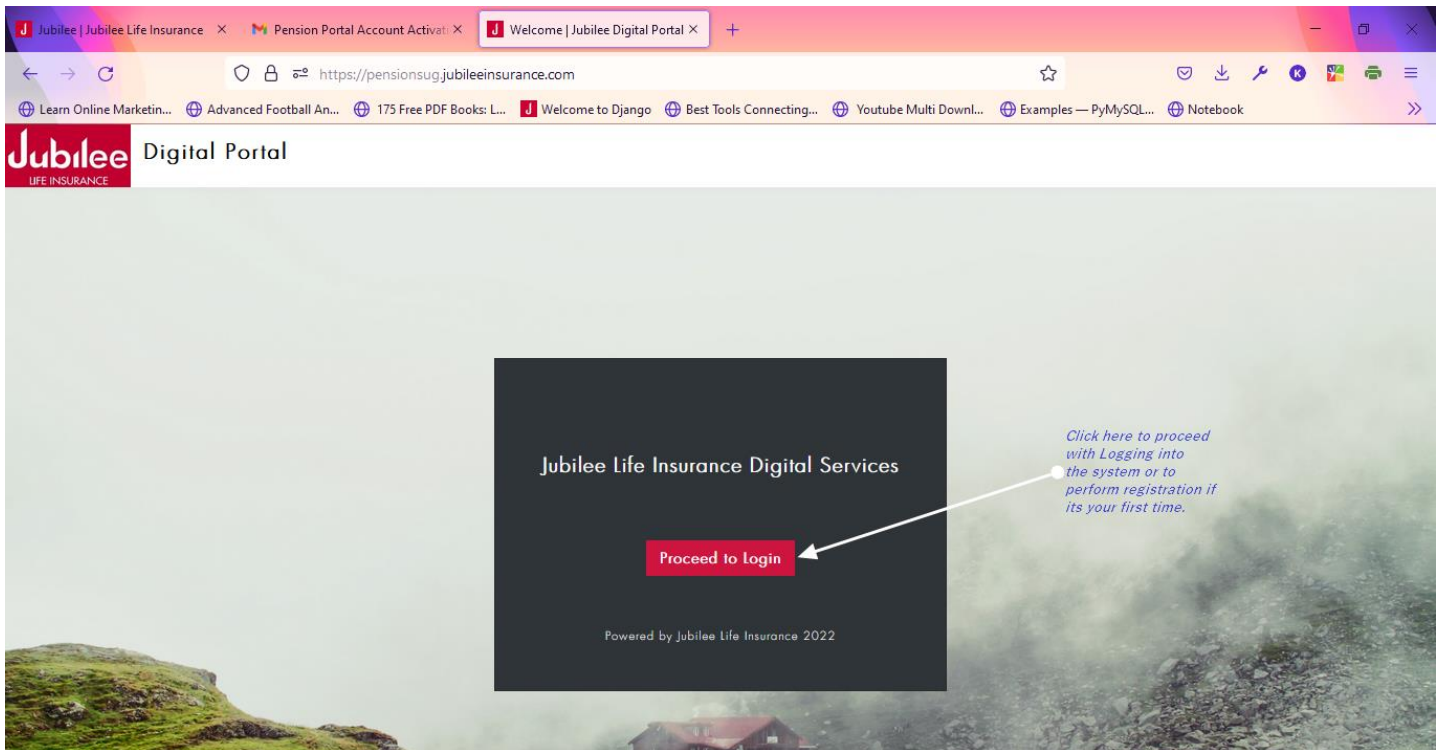 Jubilee | Jubilee Life Insurance
Pension Portal Account Activati
Welcome | Jubilee Digital Portal
https://pensionsug.jubileeinsurance.com
K
Learn Online Marketin...
Advanced Football An...
175 Free PDF Books: L...
Welcome to Django
Best Tools Connecting...
Youtube Multi Downl...
Examples — PyMySQL...
Notebook
Jubilee
LIFE INSURANCE
Digital Portal
Jubilee Life Insurance Digital Services
Proceed to Login
Powered by Jubilee Life Insurance 2022
Click here to proceed
with Logging into
the system or to
perform registration if
its your first time.